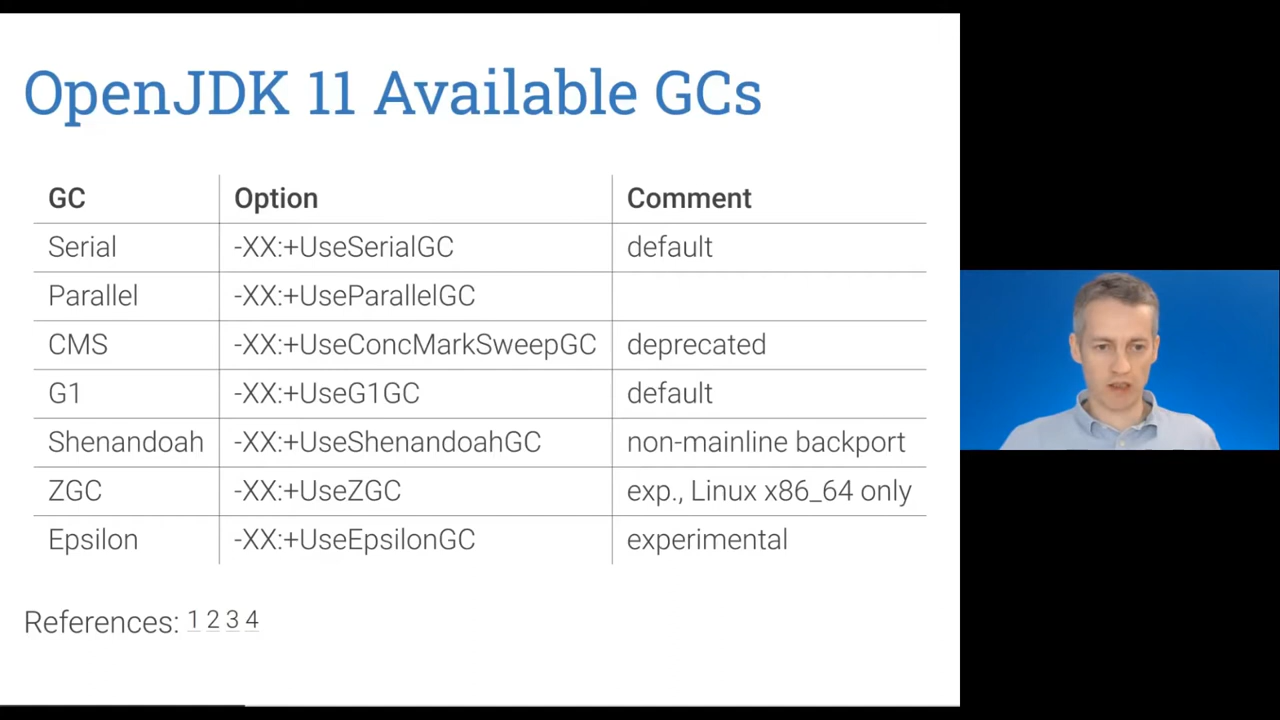 OpenJDK 11 Available GCs
GC Option Comment
Serial -XX:+UseSerialGC default
Parallel -XX:+UseParallelGC
CMS -XX:+UseConcMarkSweepGC deprecated
G1 -XX:+UseG1GC default
Shenandoah -XX:+UseShenandoahGC non-mainline backport
ZGC -XX:+UseZGC exp., Linux x86_64 only
Epsilon -XX:+UseEpsilonGC experimental
References: 1 2 3 4